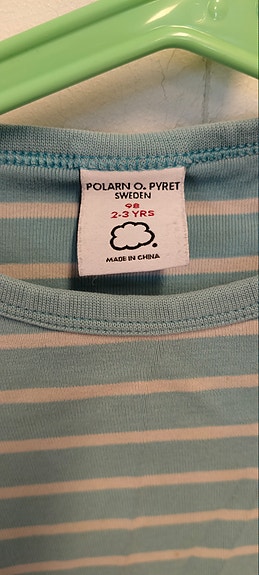 POLARN O. PYRET
SWEDEN
98
2-3 YRS
MADE IN CHINA